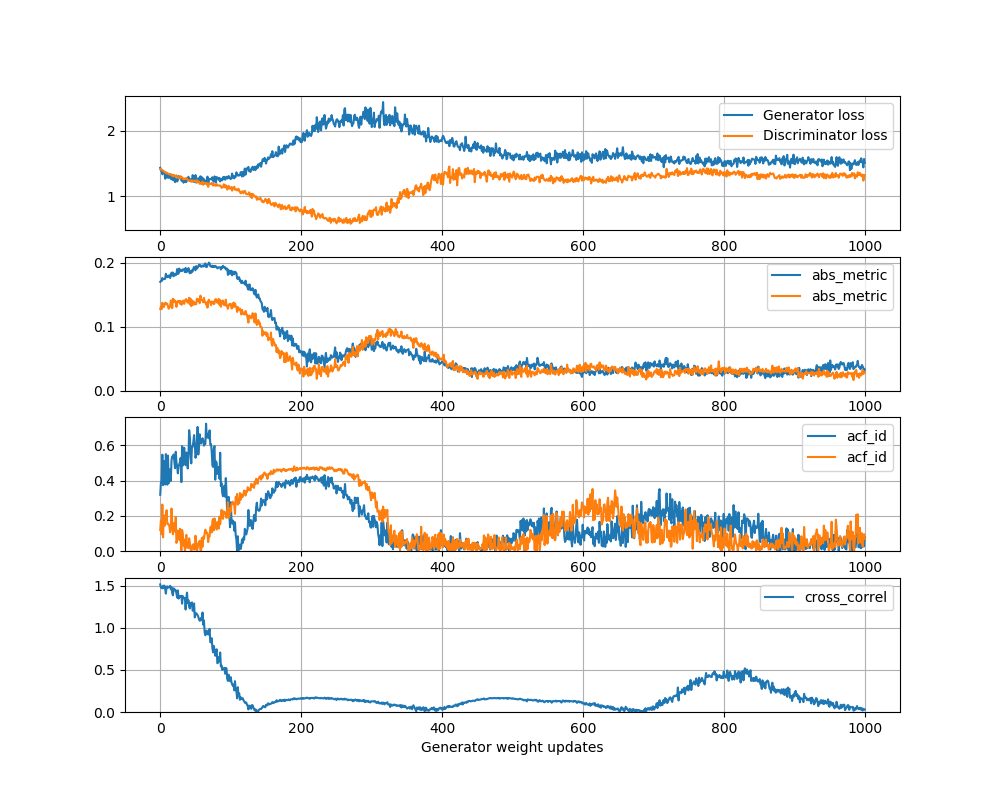 Generator loss
Discriminator loss
2
1
0 200 400 600 800 1000
abs_metric
abs_metric
0.2
0.1
0.0
0 200 400 600 800 1000
acf_id
acf_id
0.6
0.4
0.2
0.0
0 200 400 600 800 1000
cross_correl
1.5
1.0
0.5
0.0
0 200 400 600 800 1000
Generator weight updates